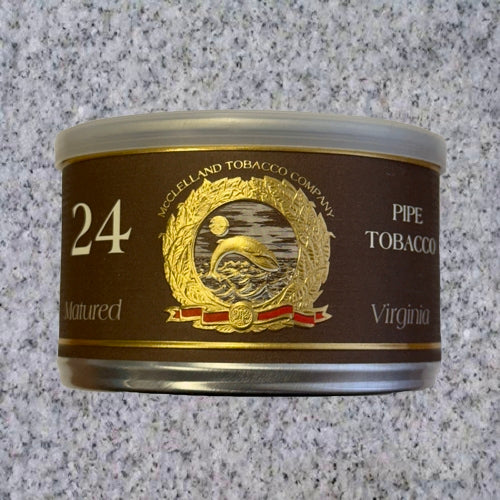 McCLELLAND TOBACCO COMPANY
24
PIPE
TOBACCO
Matured
Virginia